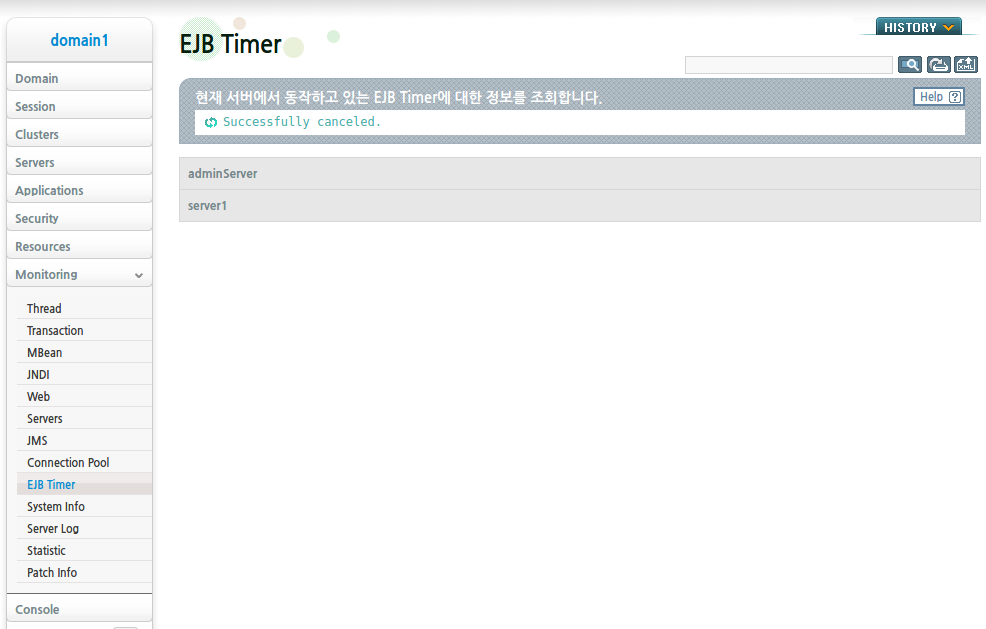 domain1
Domain
Session
Clusters
Servers
Applications
Security
Resources
Monitoring
Thread
Transaction
MBean
JNDI
Web
Servers
JMS
Connection Pool
EJB Timer
System Info
Server Log
Statistic
Patch Info
Console
EJB Timer
HISTORY
XML
현재 서버에서 동작하고 있는 EJB Timer에 대한 정보를 조회합니다.
Help ?
Successfully canceled.
adminServer
server1